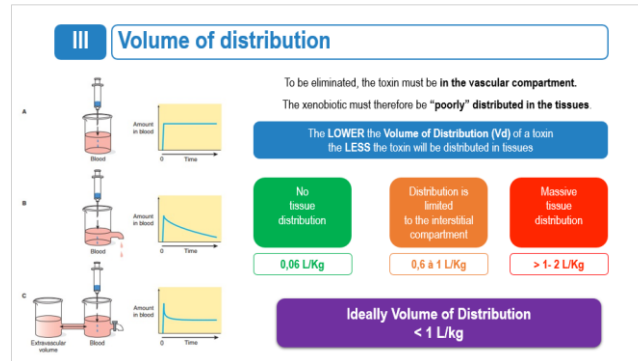 III Volume of distribution
To be eliminated, the toxin must be in the vascular compartment.
The xenobiotic must therefore be “poorly” distributed in the tissues.
The LOWER the Volume of Distribution (Vd) of a toxin
the LESS the toxin will be distributed in tissues
A
Amount
in blood
0 Time
Blood
B
Amount
in blood
0 Time
Blood
C
Amount
in blood
0 Time
Extravascular
volume
Blood
No
tissue
distribution
0,06 L/Kg
Distribution is
limited
to the interstitial
compartment
0,6 à 1 L/Kg
Massive
tissue
distribution
> 1- 2 L/Kg
Ideally Volume of Distribution
< 1 L/kg